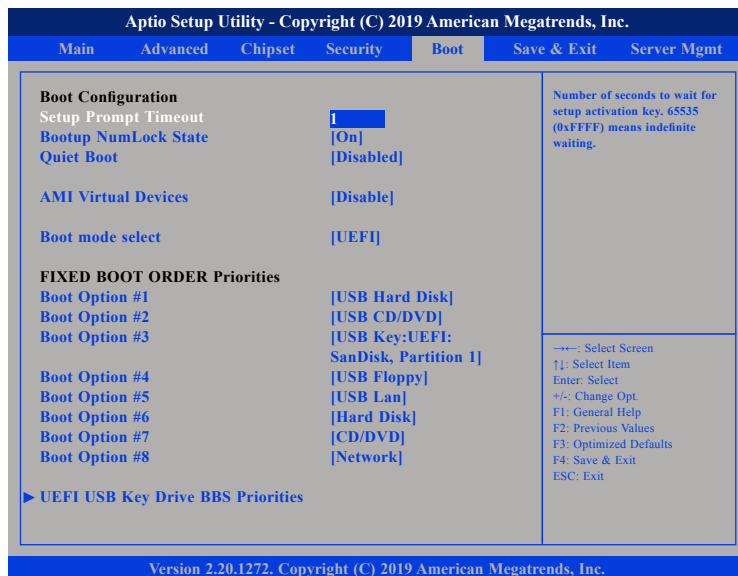 Aptio Setup Utility - Copyright (C) 2019 American Megatrends, Inc.
Main Advanced Chipset Security Boot Save & Exit Server Mgmt
Boot Configuration
Setup Prompt Timeout 1
Bootup NumLock State [On]
Quiet Boot [Disabled]
AMI Virtual Devices [Disable]
Boot mode select [UEFI]
FIXED BOOT ORDER Priorities
Boot Option #1 [USB Hard Disk]
Boot Option #2 [USB CD/DVD]
Boot Option #3 [USB Key:UEFI:
SanDisk, Partition 1]
Boot Option #4 [USB Floppy]
Boot Option #5 [USB Lan]
Boot Option #6 [Hard Disk]
Boot Option #7 [CD/DVD]
Boot Option #8 [Network]
▶ UEFI USB Key Drive BBS Priorities
Number of seconds to wait for
setup activation key. 65535
(0xFFFF) means indefinite
waiting.
→←: Select Screen
↑↓: Select Item
Enter: Select
+/-: Change Opt.
F1: General Help
F2: Previous Values
F3: Optimized Defaults
F4: Save & Exit
ESC: Exit
Version 2.20.1272. Copyright (C) 2019 American Megatrends, Inc.